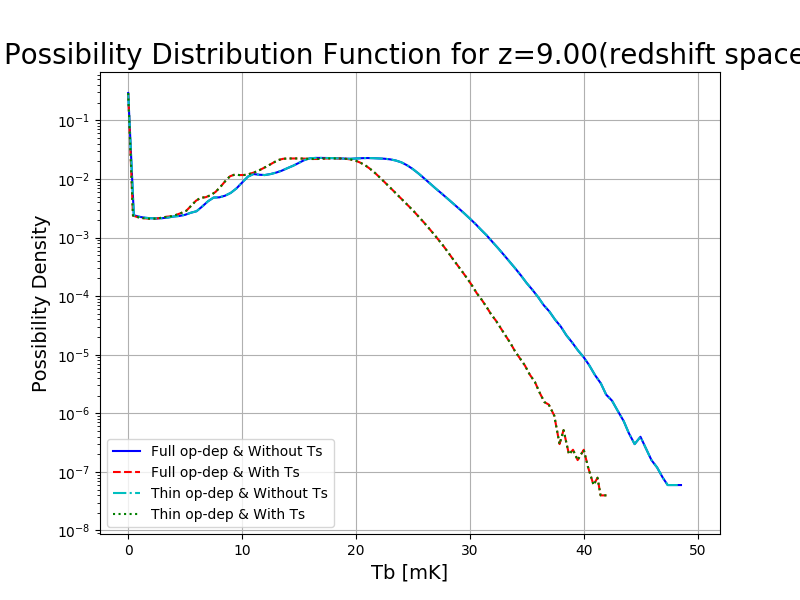 Possibility Distribution Function for z=9.00(redshift space
Possibility Density
10⁻¹
10⁻²
10⁻³
10⁻⁴
10⁻⁵
10⁻⁶
10⁻⁷
10⁻⁸
Full op-dep & Without Ts
Full op-dep & With Ts
Thin op-dep & Without Ts
Thin op-dep & With Ts
0 10 20 30 40 50
Tb [mK]